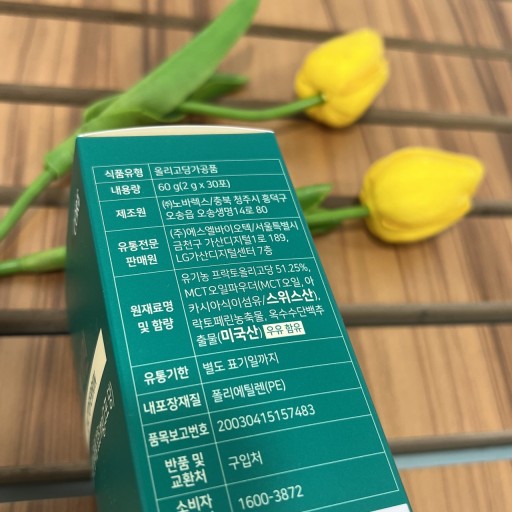 식품유형 올리고당가공품
내용량 60 g(2 g x 30포)
제조원 (주)노바렉스/충북 청주시 흥덕구
오송읍 오송생명14로 80
유통전문
판매원
(주)에스엘바이오텍/서울특별시
금천구 가산디지털1로 189,
LG가산디지털센터 7층
원재료명
및 함량
유기농 프락토올리고당 51.25%,
MCT오일파우더(MCT오일, 아
카시아식이섬유/스위스산),
락토페린농축물, 옥수수단백추
출물(미국산) 우유 함유
유통기한 별도 표기일까지
내포장재질 폴리에틸렌(PE)
품목보고번호 20030415157483
반품 및
교환처
구입처
소비자
1600-3872